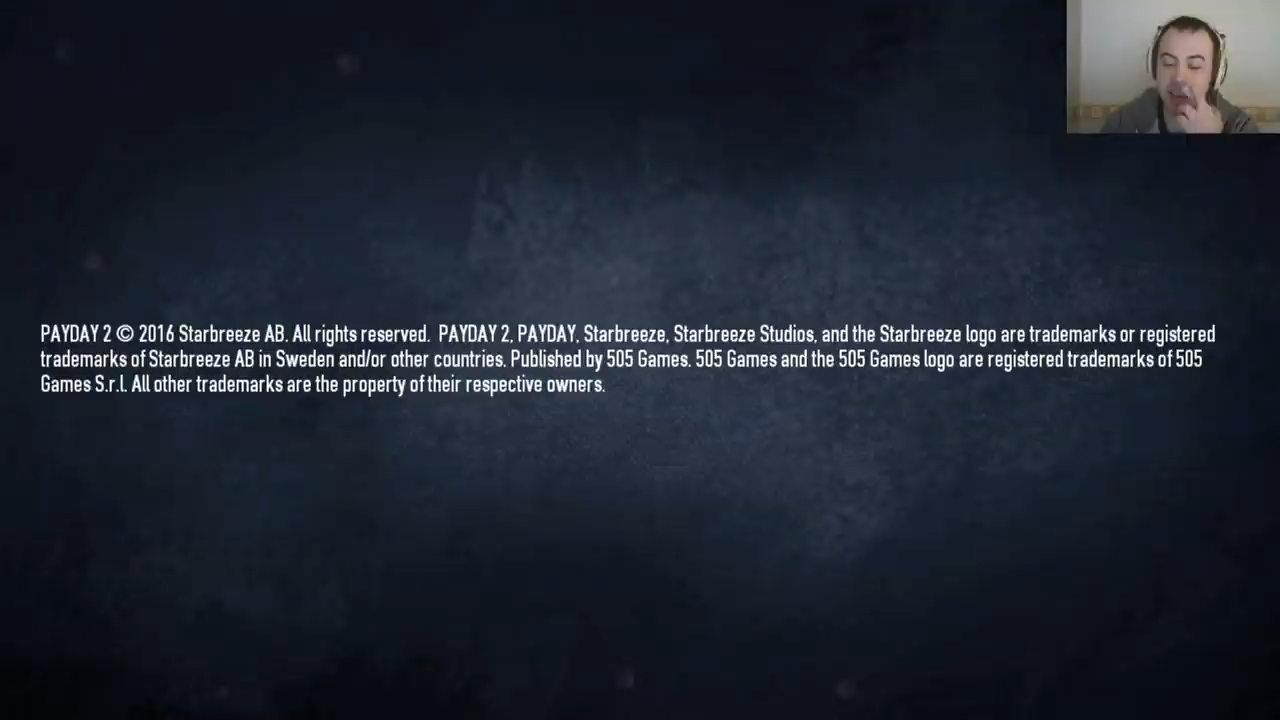 PAYDAY 2 © 2016 Starbreeze AB. All rights reserved.  PAYDAY 2, PAYDAY, Starbreeze, Starbreeze Studios, and the Starbreeze logo are trademarks or registered
trademarks of Starbreeze AB in Sweden and/or other countries. Published by 505 Games. 505 Games and the 505 Games logo are registered trademarks of 505
Games S.r.l. All other trademarks are the property of their respective owners.